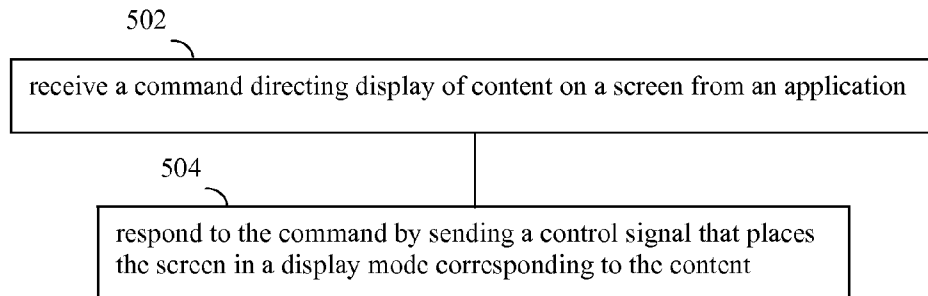 502
receive a command directing display of content on a screen from an application
504
respond to the command by sending a control signal that places
the screen in a display mode corresponding to the content